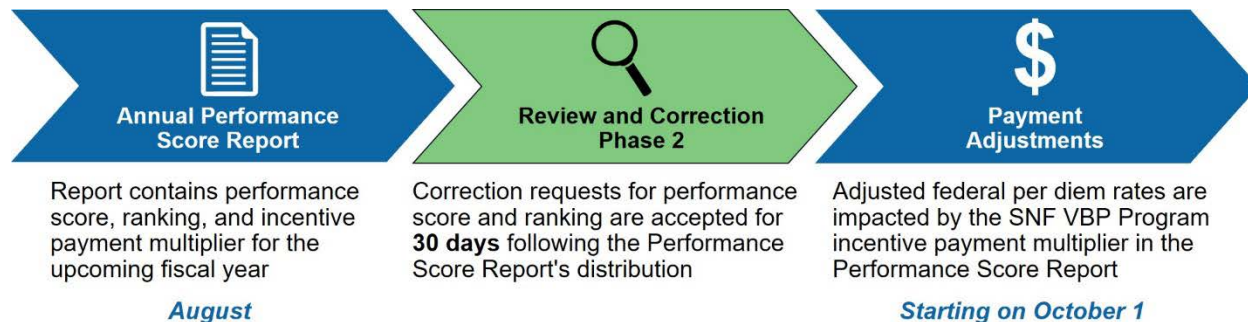 Annual Performance
Score Report
Report contains performance
score, ranking, and incentive
payment multiplier for the
upcoming fiscal year
August
Review and Correction
Phase 2
Correction requests for performance
score and ranking are accepted for
30 days following the Performance
Score Report's distribution
$
Payment
Adjustments
Adjusted federal per diem rates are
impacted by the SNF VBP Program
incentive payment multiplier in the
Performance Score Report
Starting on October 1